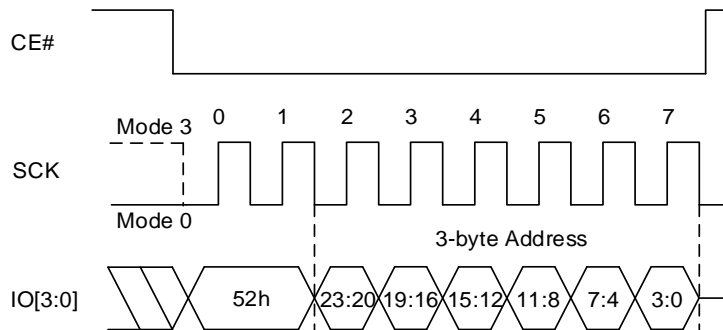 CE#
Mode 3 0 1 2 3 4 5 6 7
SCK
Mode 0
3-byte Address
IO[3:0] 52h 23:20 19:16 15:12 11:8 7:4 3:0